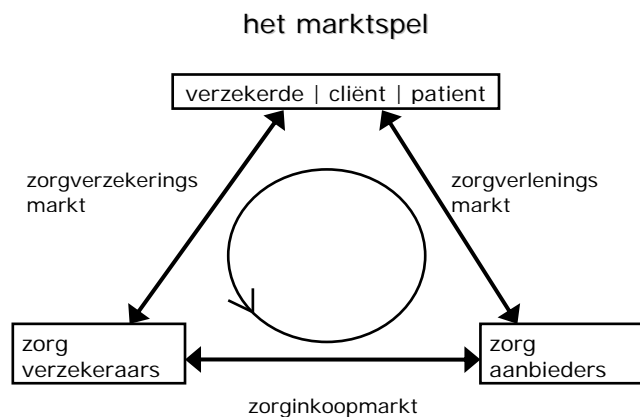 het marktspel
verzekerde | cliënt | patient
zorgverzekerings
markt
zorgverlenings
markt
zorg
verzekeraars
zorg
aanbieders
zorginkoopmarkt